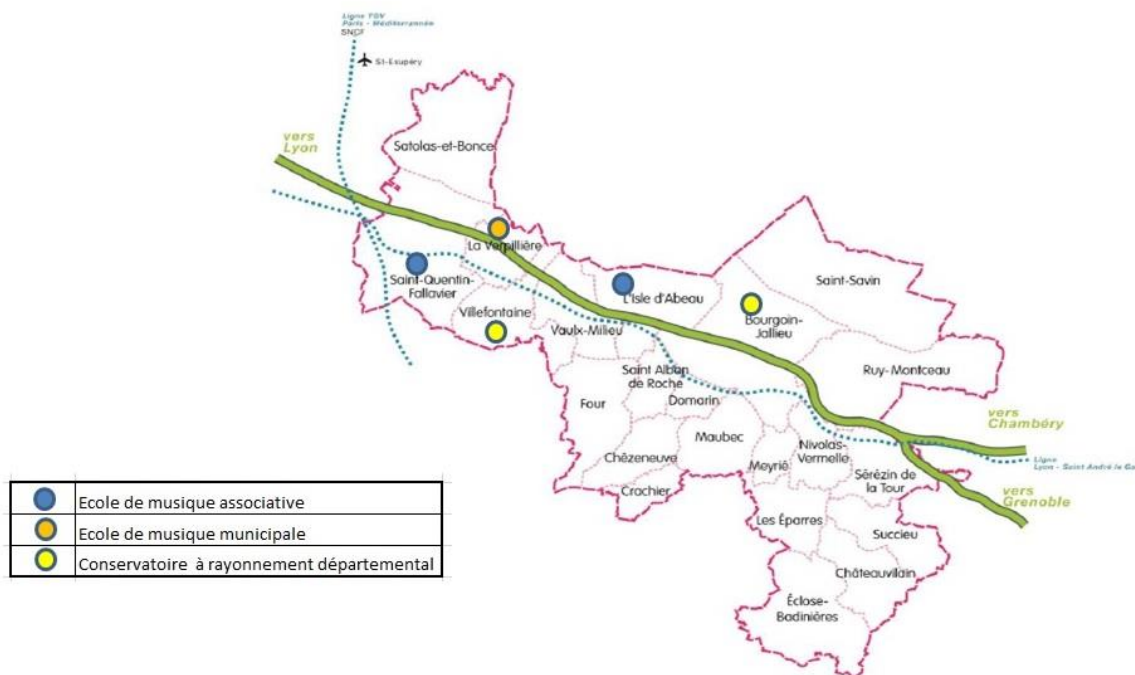 Ligne TGV
Paris - Méditerrannée
SNCF
St-Exupéry
vers
Lyon
Satolas-et-Bonce
La Verpillière
Saint-Quentin-
Fallavier
Villefontaine
Vaulx-Milieu
L'Isle d'Abeau
Bourgoin-
Jallieu
Saint-Savin
Ruy-Montceau
Saint Alban
de Roche
Domarin
Four
Maubec
Chèzeneuve
Crachier
Meyrié
Nivolas-
Vermelle
Sérézin de
la Tour
vers
Chambéry
Ligne
Lyon - Saint André le Ga
vers
Grenoble
Les Éparres
Succieu
Châteauvilain
Éclose-
Badinières
Ecole de musique associative
Ecole de musique municipale
Conservatoire à rayonnement départemental